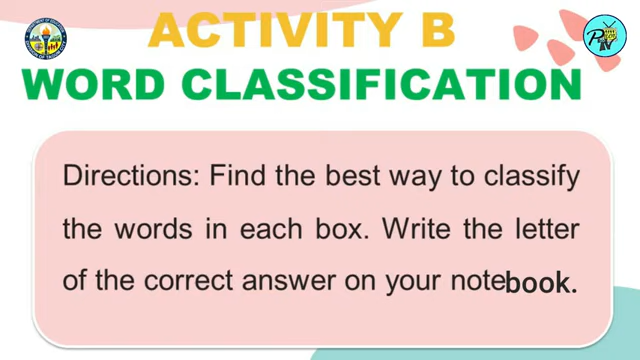 ACTIVITY B
WORD CLASSIFICATION
Directions: Find the best way to classify
the words in each box. Write the letter
of the correct answer on your notebook.